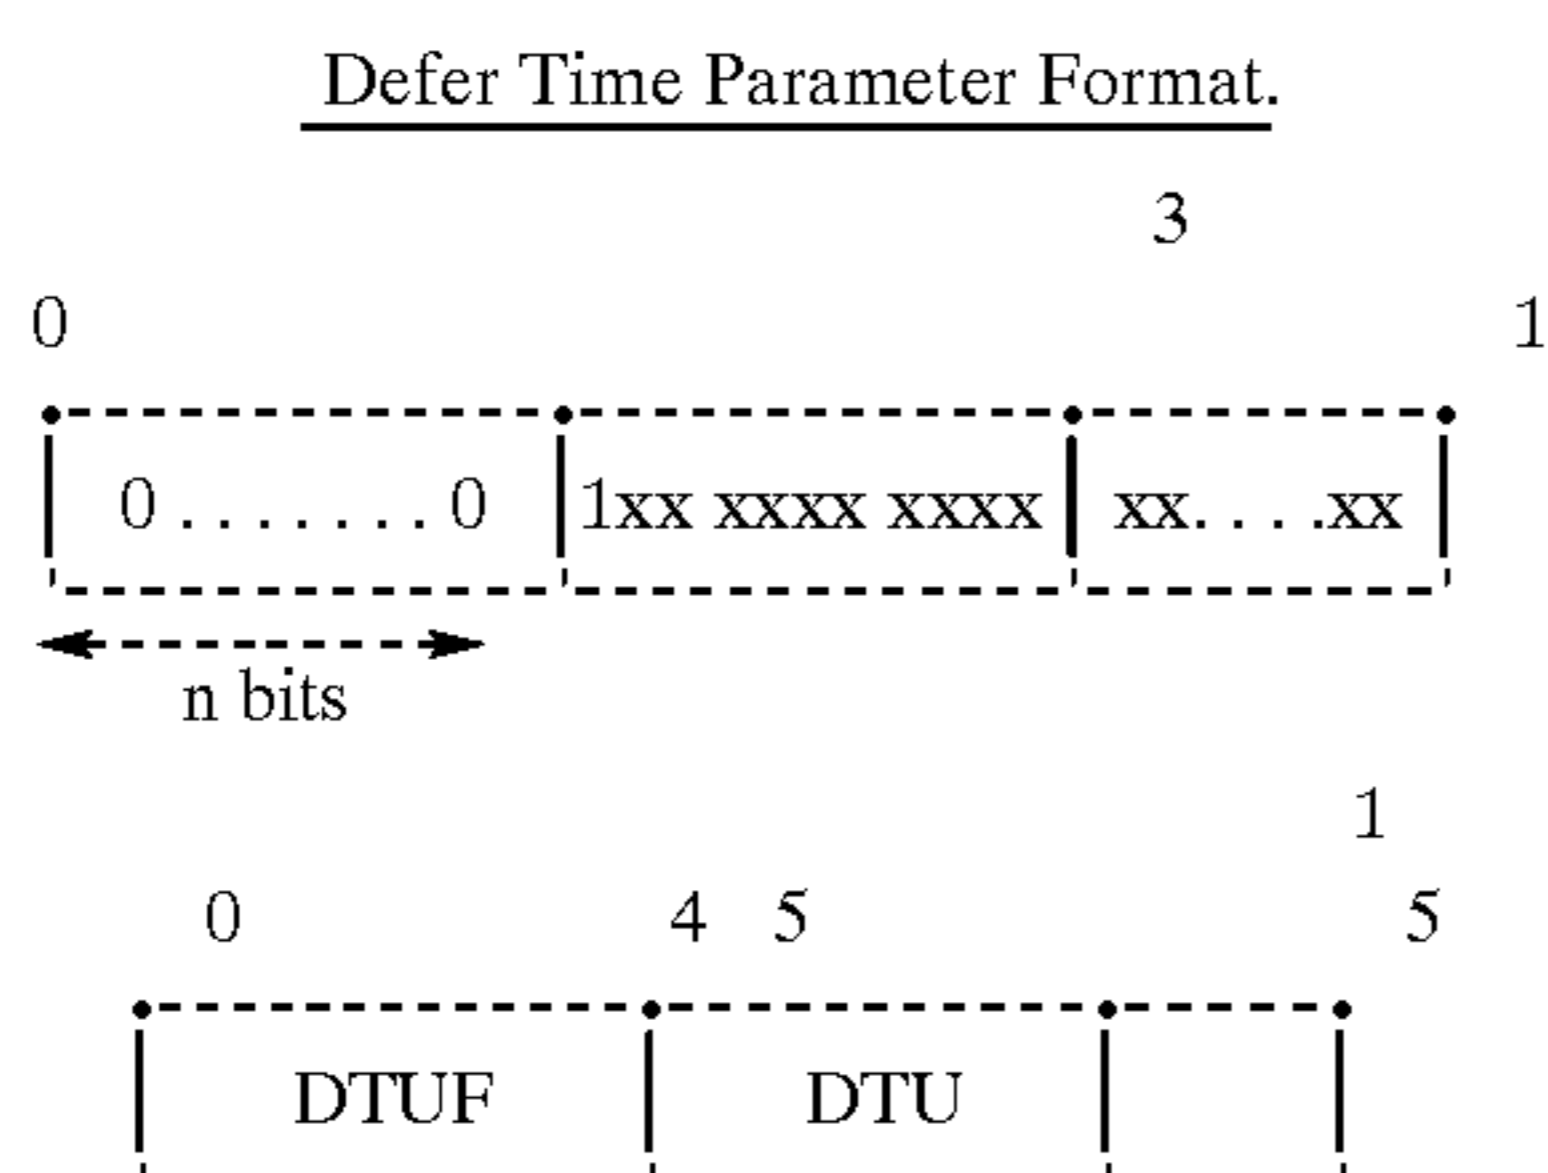 Defer Time Parameter Format.
3
0 1
0 . . . . . . . 0 1xx xxxx xxxx xx. . . .xx
n bits
1
0 4 5 5
DTUF DTU